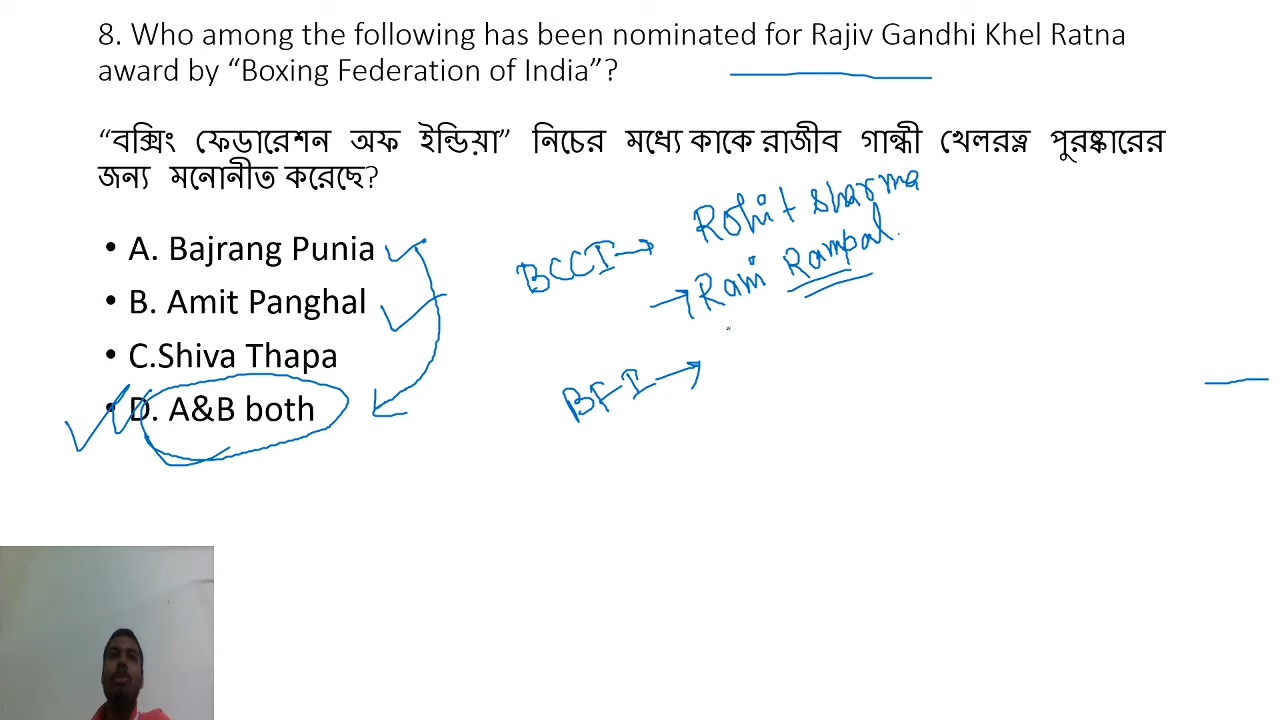 8. Who among the following has been nominated for Rajiv Gandhi Khel Ratna
award by “Boxing Federation of India”?
“বক্সিং ফেডারেশন অফ ইন্ডিয়া” নিচের মধ্যে কাকে রাজীব গান্ধী খেলরত্ন পুরষ্কারের
জন্য মনোনীত করেছে?
• A. Bajrang Punia
• B. Amit Panghal
• C.Shiva Thapa
• D. A&B both
BCCI → Rohit Sharma
→ Rani Rampal.
BFI →